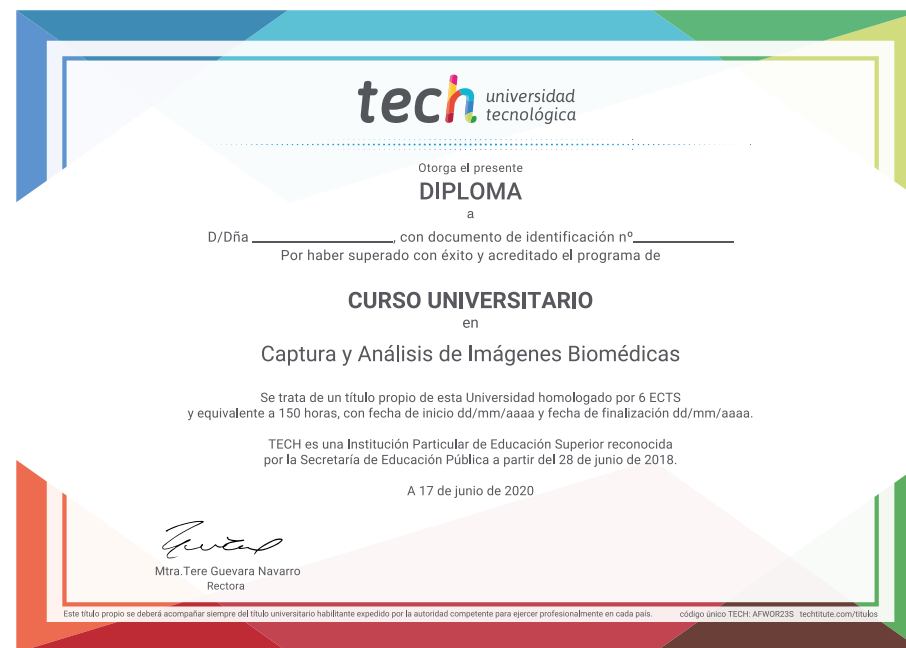 tech universidad
tecnológica
Otorga el presente
DIPLOMA
a
D/Dña ____________________, con documento de identificación nº______________
Por haber superado con éxito y acreditado el programa de
CURSO UNIVERSITARIO
en
Captura y Análisis de Imágenes Biomédicas
Se trata de un título propio de esta Universidad homologado por 6 ECTS
y equivalente a 150 horas, con fecha de inicio dd/mm/aaaa y fecha de finalización dd/mm/aaaa.
TECH es una Institución Particular de Educación Superior reconocida
por la Secretaría de Educación Pública a partir del 28 de junio de 2018.
A 17 de junio de 2020
Mtra.Tere Guevara Navarro
Rectora
Este título propio se deberá acompañar siempre del título universitario habilitante expedido por la autoridad competente para ejercer profesionalmente en cada país. código único TECH: AFWOR23S techtitute.com/títulos